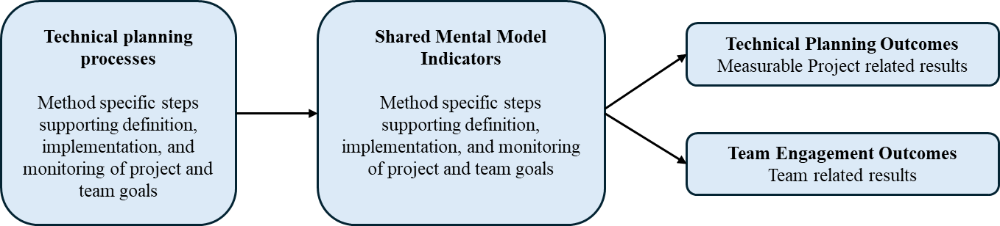 Technical planning
processes
Method specific steps
supporting definition,
implementation, and
monitoring of project and
team goals
Shared Mental Model
Indicators
Method specific steps
supporting definition,
implementation, and monitoring
of project and team goals
Technical Planning Outcomes
Measurable Project related results
Team Engagement Outcomes
Team related results